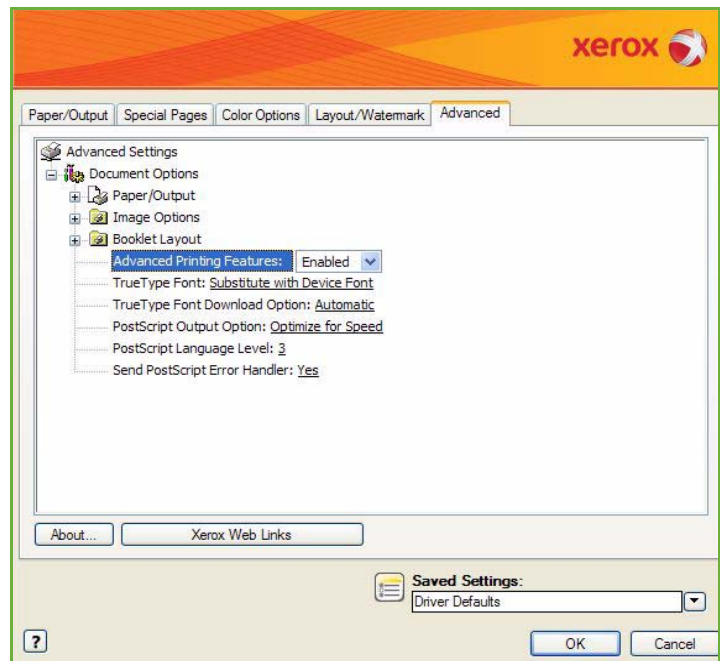 xerox
Paper/Output Special Pages Color Options Layout/Watermark Advanced
Advanced Settings
Document Options
Paper/Output
Image Options
Booklet Layout
Advanced Printing Features: Enabled
TrueType Font: Substitute with Device Font
TrueType Font Download Option: Automatic
PostScript Output Option: Optimize for Speed
PostScript Language Level: 3
Send PostScript Error Handler: Yes
About... Xerox Web Links
Saved Settings:
Driver Defaults
? OK Cancel